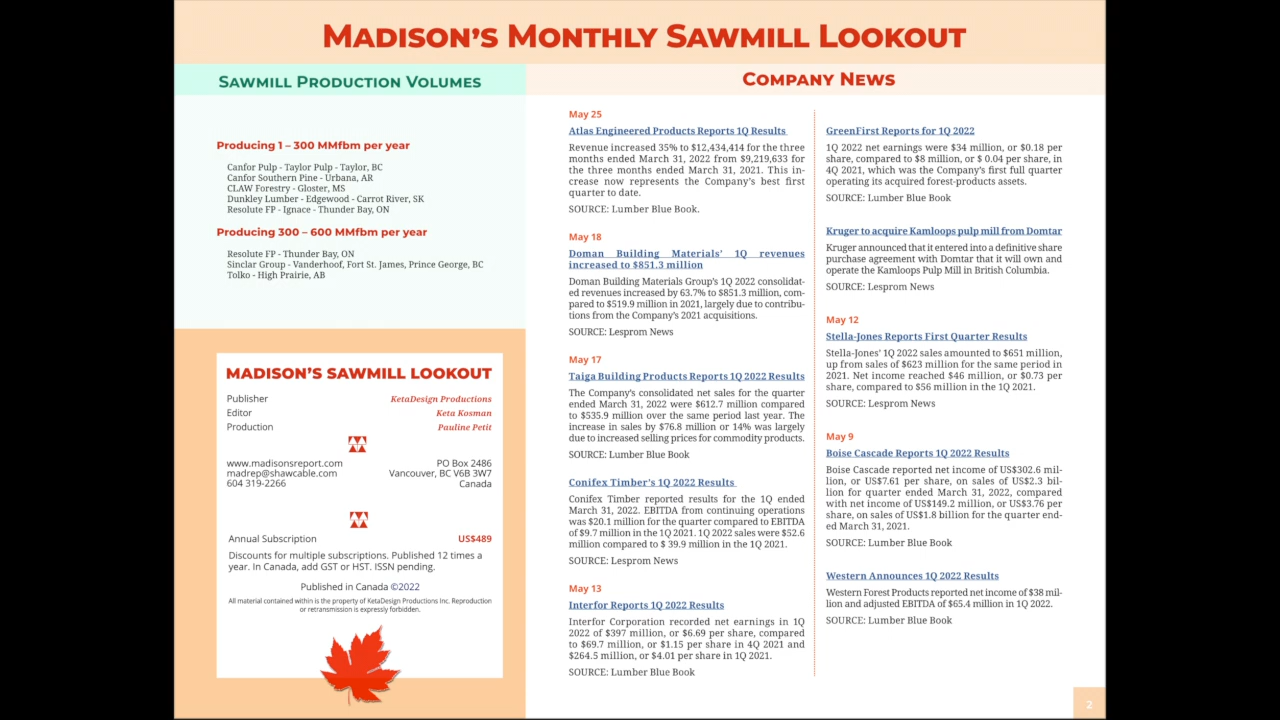 MADISON'S MONTHLY SAWMILL LOOKOUT
SAWMILL PRODUCTION VOLUMES
Producing 1 – 300 MMfbm per year
Canfor Pulp - Taylor Pulp - Taylor, BC
Canfor Southern Pine - Urbana, AR
CLAW Forestry - Gloster, MS
Dunkley Lumber - Edgewood - Carrot River, SK
Resolute FP - Ignace - Thunder Bay, ON
Producing 300 – 600 MMfbm per year
Resolute FP - Thunder Bay, ON
Sinclar Group - Vanderhoof, Fort St. James, Prince George, BC
Tolko - High Prairie, AB
MADISON'S SAWMILL LOOKOUT
Publisher KetaDesign Productions
Editor Keta Kosman
Production Pauline Petit
www.madisonsreport.com PO Box 2486
madrep@shawcable.com Vancouver, BC V6B 3W7
604 319-2266 Canada
Annual Subscription US$489
Discounts for multiple subscriptions. Published 12 times a
year. In Canada, add GST or HST. ISSN pending.
Published in Canada ©2022
All material contained within is the property of KetaDesign Productions Inc. Reproduction
or retransmission is expressly forbidden.
COMPANY NEWS
May 25
Atlas Engineered Products Reports 1Q Results
Revenue increased 35% to $12,434,414 for the three
months ended March 31, 2022 from $9,219,633 for
the three months ended March 31, 2021. This in-
crease now represents the Company's best first
quarter to date.
SOURCE: Lumber Blue Book.
May 18
Doman Building Materials' 1Q revenues
increased to $851.3 million
Doman Building Materials Group's 1Q 2022 consolidat-
ed revenues increased by 63.7% to $851.3 million, com-
pared to $519.9 million in 2021, largely due to contribu-
tions from the Company's 2021 acquisitions.
SOURCE: Lesprom News
May 17
Taiga Building Products Reports 1Q 2022 Results
The Company's consolidated net sales for the quarter
ended March 31, 2022 were $612.7 million compared
to $535.9 million over the same period last year. The
increase in sales by $76.8 million or 14% was largely
due to increased selling prices for commodity products.
SOURCE: Lumber Blue Book
Conifex Timber's 1Q 2022 Results
Conifex Timber reported results for the 1Q ended
March 31, 2022. EBITDA from continuing operations
was $20.1 million for the quarter compared to EBITDA
of $9.7 million in the 1Q 2021. 1Q 2022 sales were $52.6
million compared to $ 39.9 million in the 1Q 2021.
SOURCE: Lesprom News
May 13
Interfor Reports 1Q 2022 Results
Interfor Corporation recorded net earnings in 1Q
2022 of $397 million, or $6.69 per share, compared
to $69.7 million, or $1.15 per share in 4Q 2021 and
$264.5 million, or $4.01 per share in 1Q 2021.
SOURCE: Lumber Blue Book
GreenFirst Reports for 1Q 2022
1Q 2022 net earnings were $34 million, or $0.18 per
share, compared to $8 million, or $ 0.04 per share, in
4Q 2021, which was the Company's first full quarter
operating its acquired forest-products assets.
SOURCE: Lumber Blue Book
Kruger to acquire Kamloops pulp mill from Domtar
Kruger announced that it entered into a definitive share
purchase agreement with Domtar that it will own and
operate the Kamloops Pulp Mill in British Columbia.
SOURCE: Lesprom News
May 12
Stella-Jones Reports First Quarter Results
Stella-Jones' 1Q 2022 sales amounted to $651 million,
up from sales of $623 million for the same period in
2021. Net income reached $46 million, or $0.73 per
share, compared to $56 million in the 1Q 2021.
SOURCE: Lesprom News
May 9
Boise Cascade Reports 1Q 2022 Results
Boise Cascade reported net income of US$302.6 mil-
lion, or US$7.61 per share, on sales of US$2.3 bil-
lion for quarter ended March 31, 2022, compared
with net income of US$149.2 million, or US$3.76 per
share, on sales of US$1.8 billion for the quarter end-
ed March 31, 2021.
SOURCE: Lumber Blue Book
Western Announces 1Q 2022 Results
Western Forest Products reported net income of $38 mil-
lion and adjusted EBITDA of $65.4 million in 1Q 2022.
SOURCE: Lumber Blue Book
2